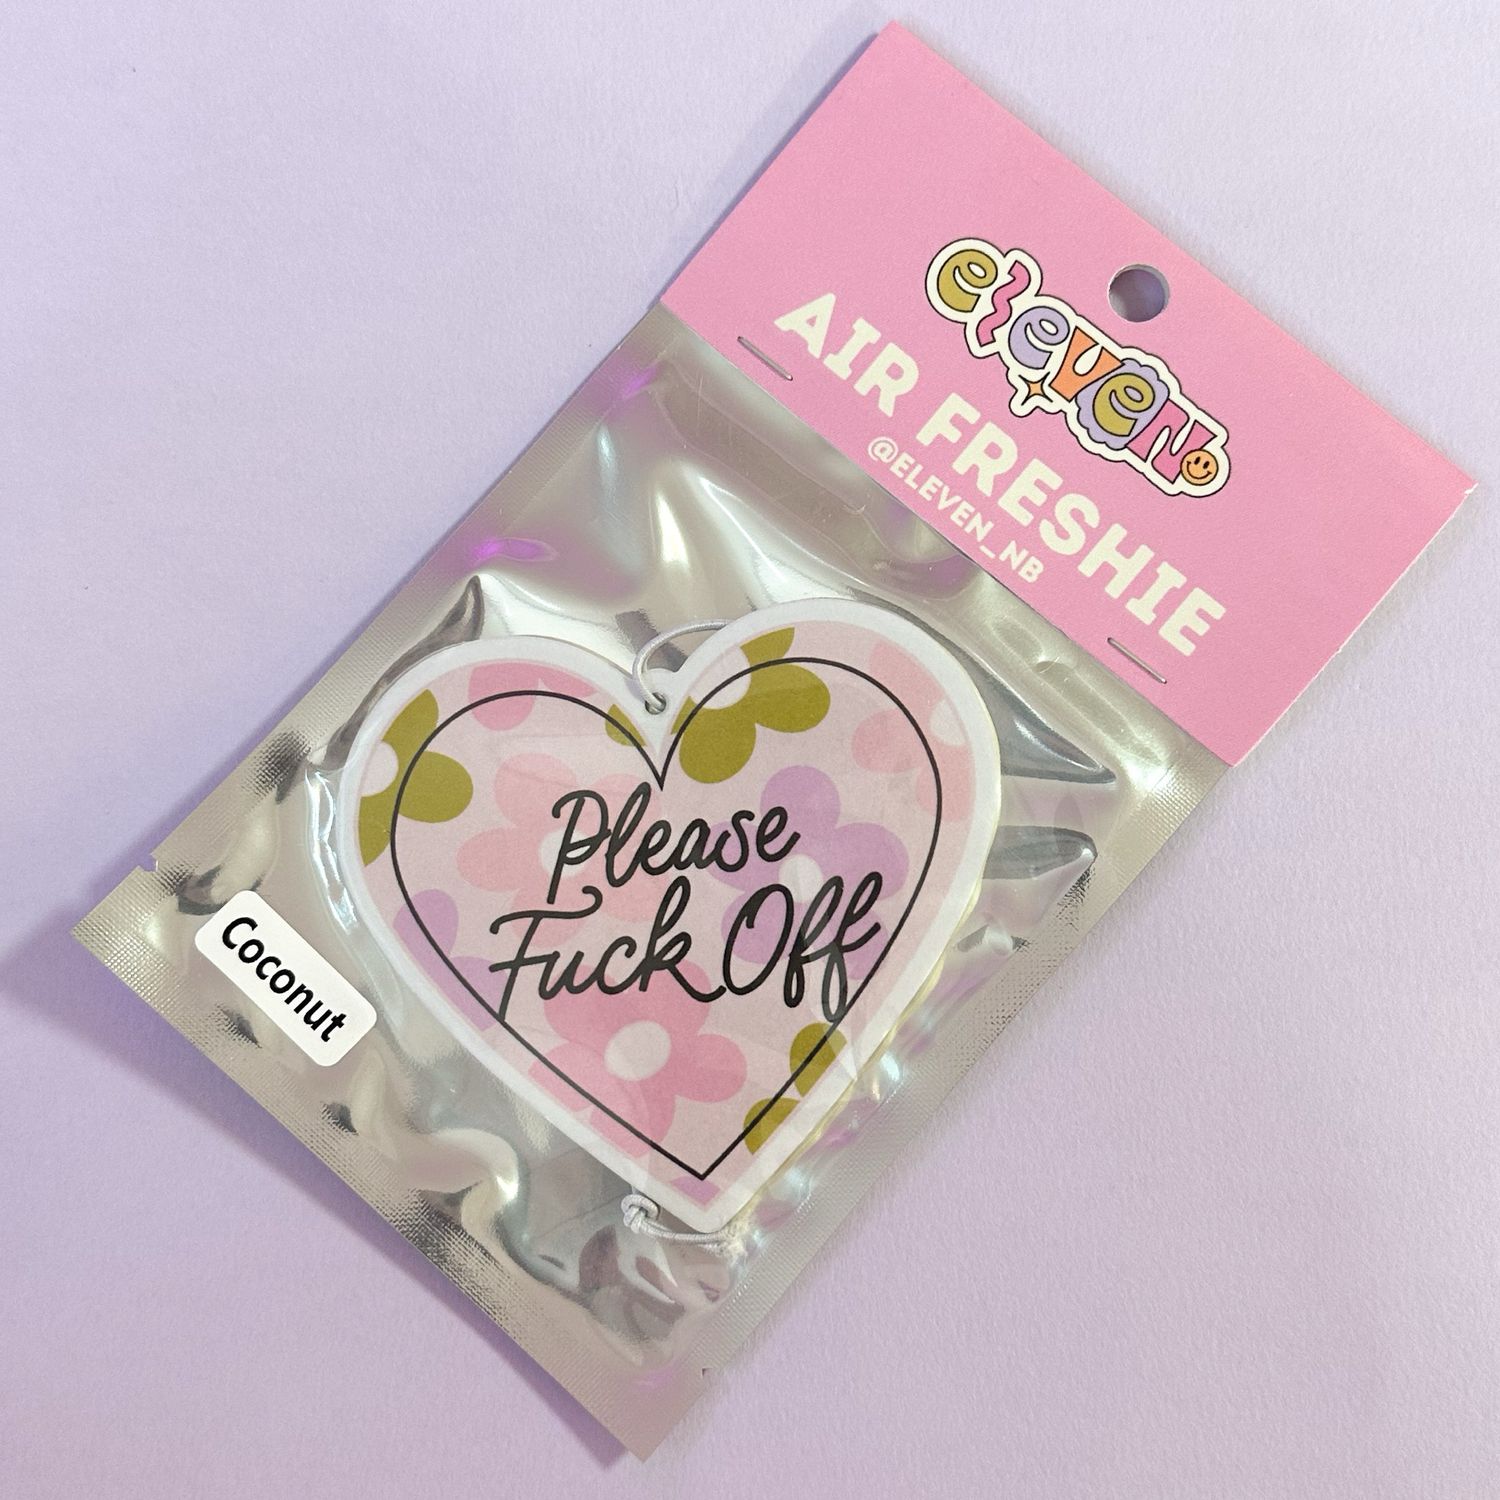 eleven
AIR FRESHIE
@ELEVEN_NB
Please
Fuck Off
Coconut